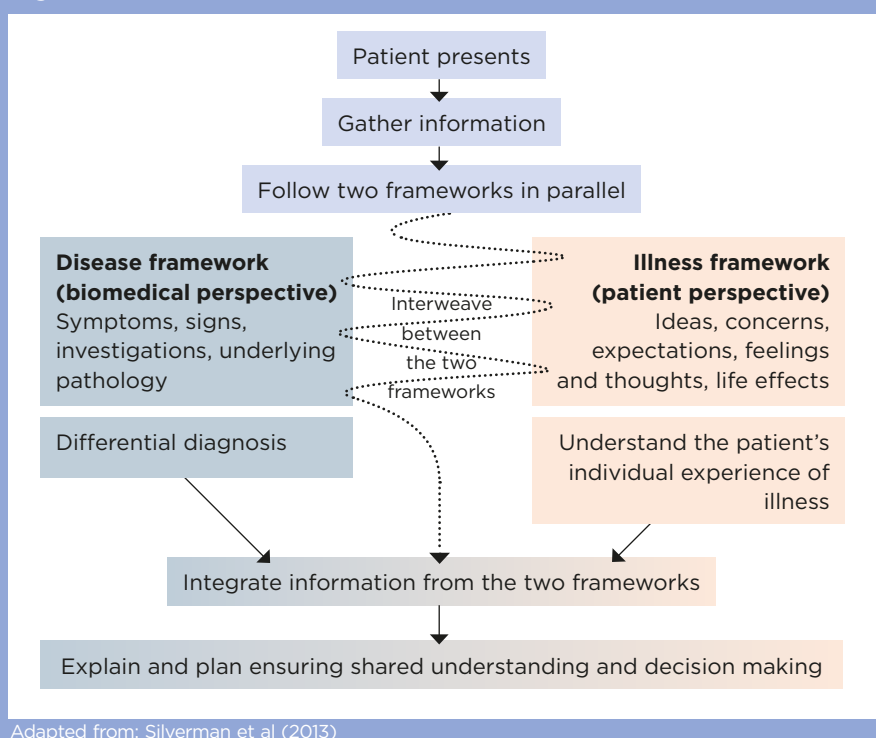 Patient presents
Gather information
Follow two frameworks in parallel
Disease framework
(biomedical perspective)
Symptoms, signs,
investigations, underlying
pathology
Interweave
between
the two
frameworks
Illness framework
(patient perspective)
Ideas, concerns,
expectations, feelings
and thoughts, life effects
Differential diagnosis
Understand the patient’s
individual experience of
illness
Integrate information from the two frameworks
Explain and plan ensuring shared understanding and decision making
Adapted from: Silverman et al (2013)